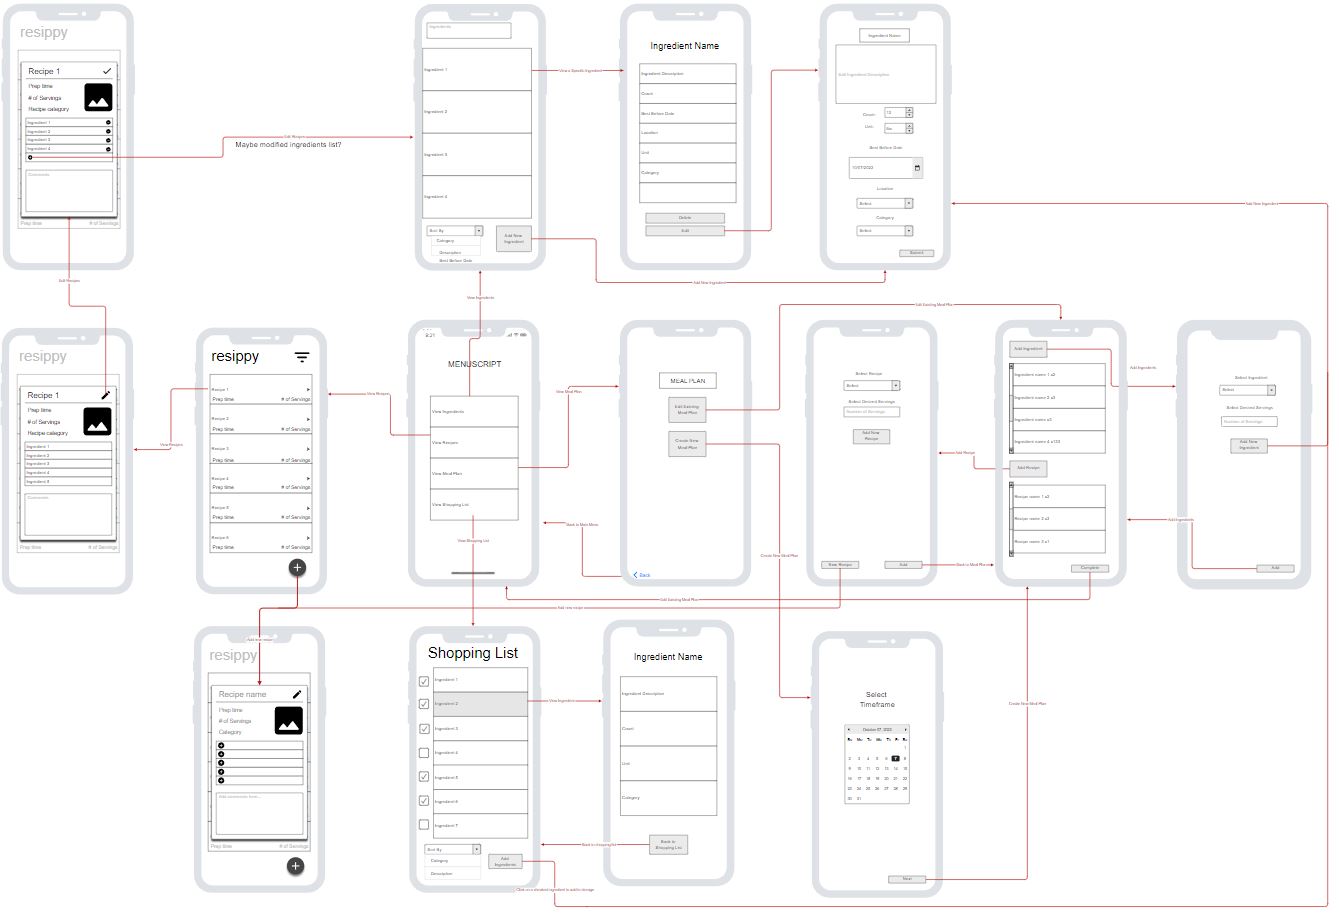 resippy
Recipe 1
Prep time
# of Servings
Recipe category
Ingredient 1
Ingredient 2
Ingredient 3
Ingredient 4
Comments
Prep time
# of Servings
Edit Recipes
Maybe modified ingredients list?
Ingredients
Ingredient 1
Ingredient 2
Ingredient 3
Sort By
Category
Description
Best Before Date
Add New
Ingredient
View a Specific Ingredient
Ingredient Name
Ingredient Description
Count
Best Before Date
Location
Unit
Category
Delete
Edit
Ingredient Name
Add Ingredient Description
Count:
Unit:
Best Before Date
10/07/2022
Location
Select
Category
Select
Submit
Add New Ingredient
Add New Ingredient
View Ingredients
Edit Recipes
resippy
Recipe 1
Prep time
# of Servings
Recipe category
Ingredient 1
Ingredient 2
Ingredient 3
Ingredient 4
Comments
Prep time
# of Servings
View Recipes
resippy
Recipe 1
Prep time
# of Servings
Recipe 2
Prep time
# of Servings
Recipe 3
Prep time
# of Servings
Recipe 4
Prep time
# of Servings
Recipe 5
Prep time
# of Servings
Recipe 6
Prep time
# of Servings
View Recipes
9:21
MENUSCRIPT
View Ingredients
View Recipes
View Meal Plan
View Shopping List
View Meal Plan
View Shopping List
Back to Main Menu
MEAL PLAN
Edit Existing
Meal Plan
Create New
Meal Plan
Back
Edit Existing Meal Plan
Create New Meal Plan
Select Recipe
Select
Select Desired Servings
Number of Servings
Add New
Recipe
New Recipe
Add
Add Recipe
Back to Meal Plan
Add Ingredient
Ingredient name 1 x2
Ingredient name 2 x3
Ingredient name x3
Ingredient name 4 x123
Add Recipe
Recipe name 1 x2
Recipe name 2 x3
Recipe name 3 x1
Complete
Add Ingredients
Select Ingredient
Select
Select Desired Servings
Number of Servings
Add New
Ingredient
Add
Add Ingredients
Edit Existing Meal Plan
Add new recipe
Add new recipe
resippy
Recipe name
Prep time
# of Servings
Category
Add comments here...
Prep time
# of Servings
Shopping List
Ingredient 1
Ingredient 2
Ingredient 3
Ingredient 4
Ingredient 5
Ingredient 6
Ingredient 7
Sort By
Category
Description
Add
Ingredients
View Ingredient
Ingredient Name
Ingredient Description
Count
Unit
Category
Back to
Shopping List
Back to shopping list
Select
Timeframe
October 07, 2022
Su Mo Tu We Th Fr Sa
1
2 3 4 5 6 7 8
9 10 11 12 13 14 15
16 17 18 19 20 21 22
23 24 25 26 27 28 29
30 31
Next
Create New Meal Plan